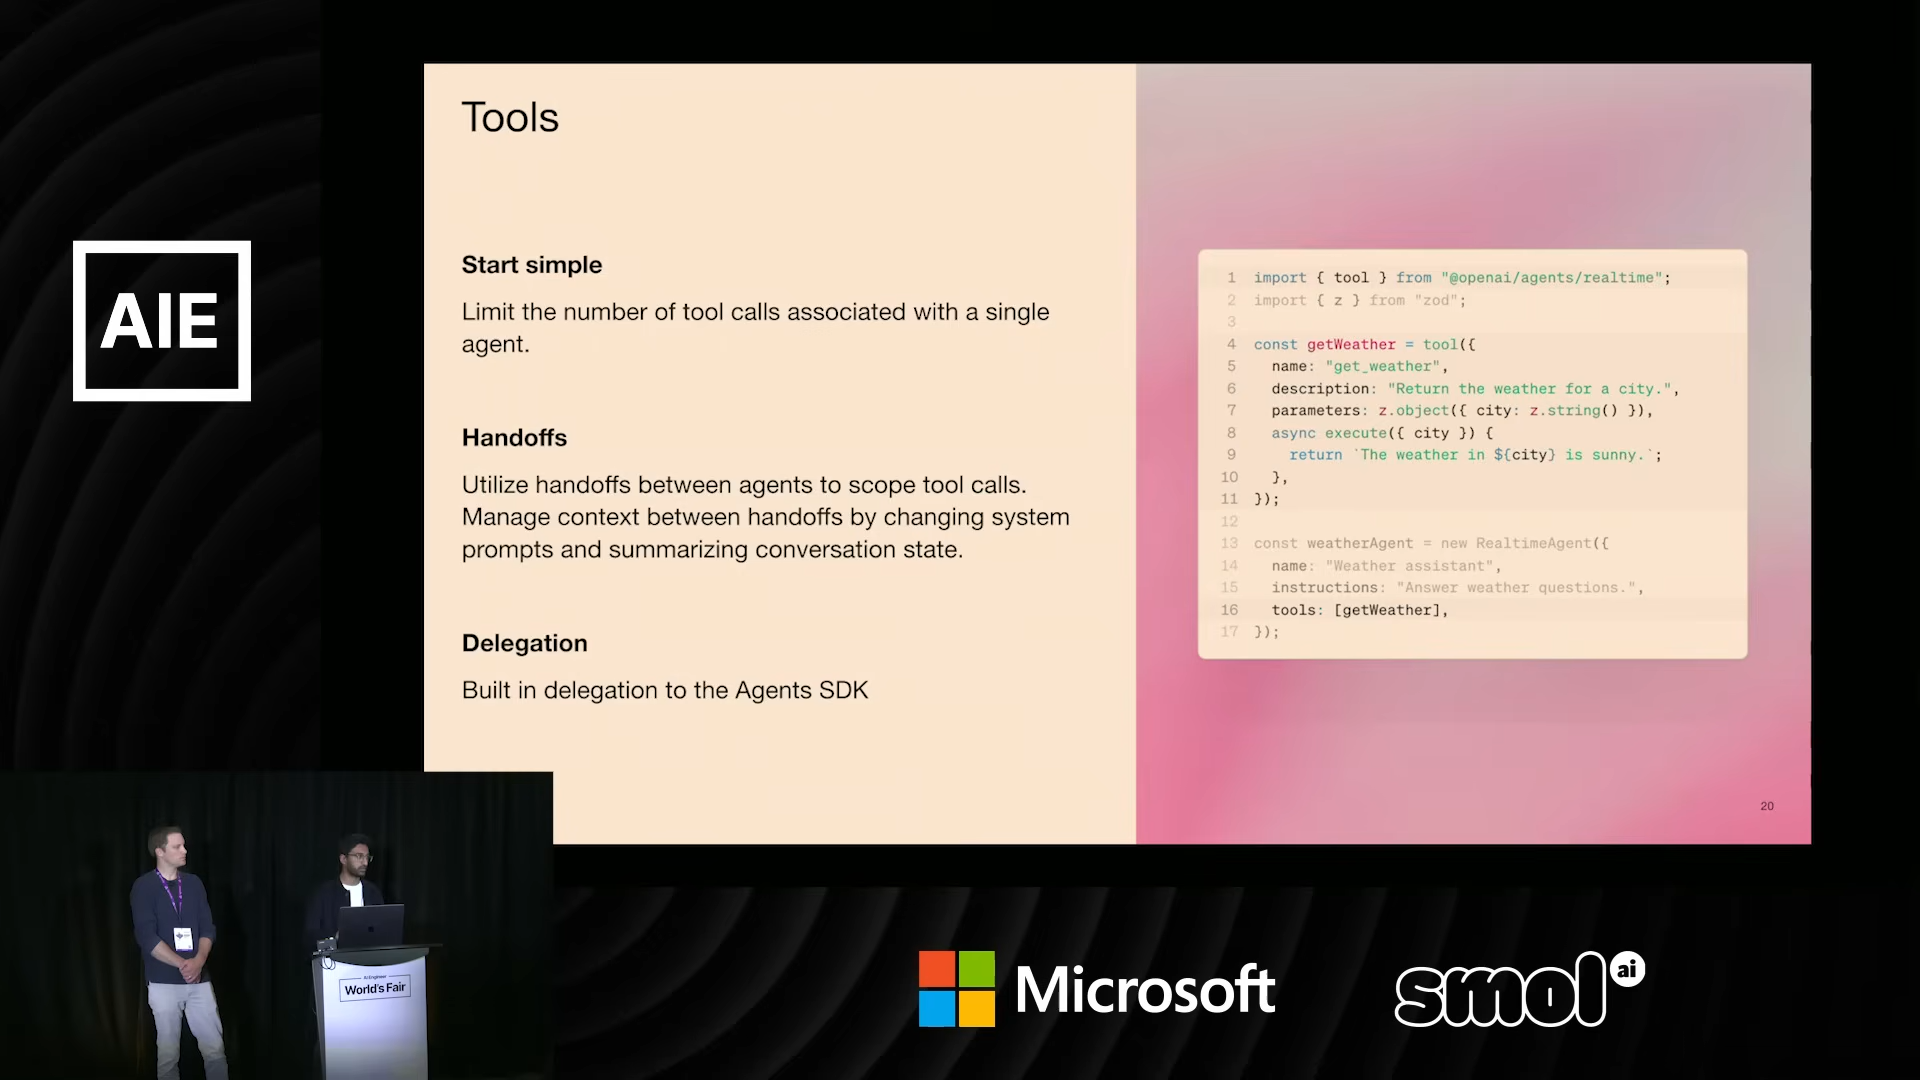 Tools
Start simple
Limit the number of tool calls associated with a single
agent.
Handoffs
Utilize handoffs between agents to scope tool calls.
Manage context between handoffs by changing system
prompts and summarizing conversation state.
Delegation
Built in delegation to the Agents SDK
1 import { tool } from "@openai/agents/realtime";
2 import { z } from "zod";
3
4 const getWeather = tool({
5   name: "get_weather",
6   description: "Return the weather for a city.",
7   parameters: z.object({ city: z.string() }),
8   async execute({ city }) {
9     return `The weather in ${city} is sunny.`;
10   },
11 });
12
13 const weatherAgent = new RealtimeAgent({
14   name: "Weather assistant",
15   instructions: "Answer weather questions.",
16   tools: [getWeather],
17 });
20
AIE
AI Engineer
World's Fair
Microsoft
smol ai